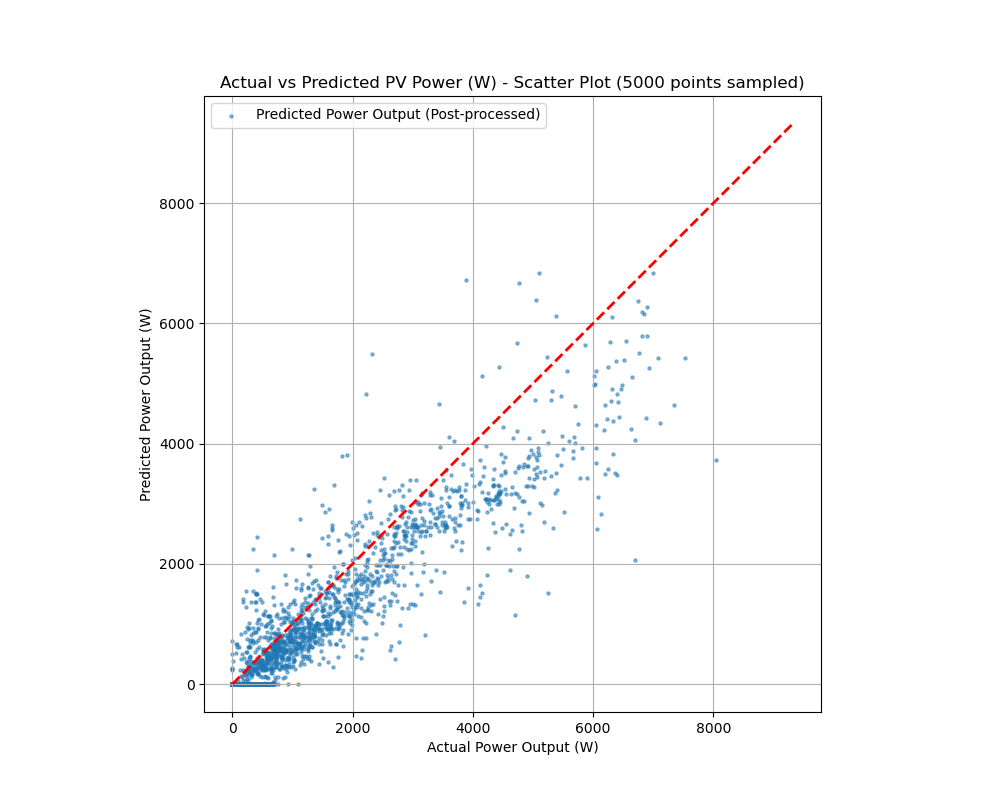 Actual vs Predicted PV Power (W) - Scatter Plot (5000 points sampled)
Predicted Power Output (Post-processed)
Predicted Power Output (W)
8000
6000
4000
2000
0
0 2000 4000 6000 8000
Actual Power Output (W)